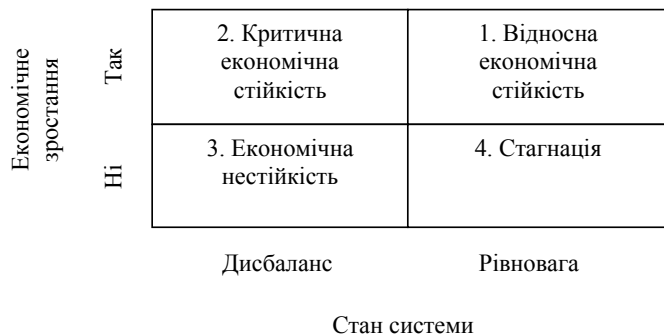 Економічне
зростання
Так
Ні
2. Критична
економічна
стійкість
1. Відносна
економічна
стійкість
3. Економічна
нестійкість
4. Стагнація
Дисбаланс
Рівновага
Стан системи